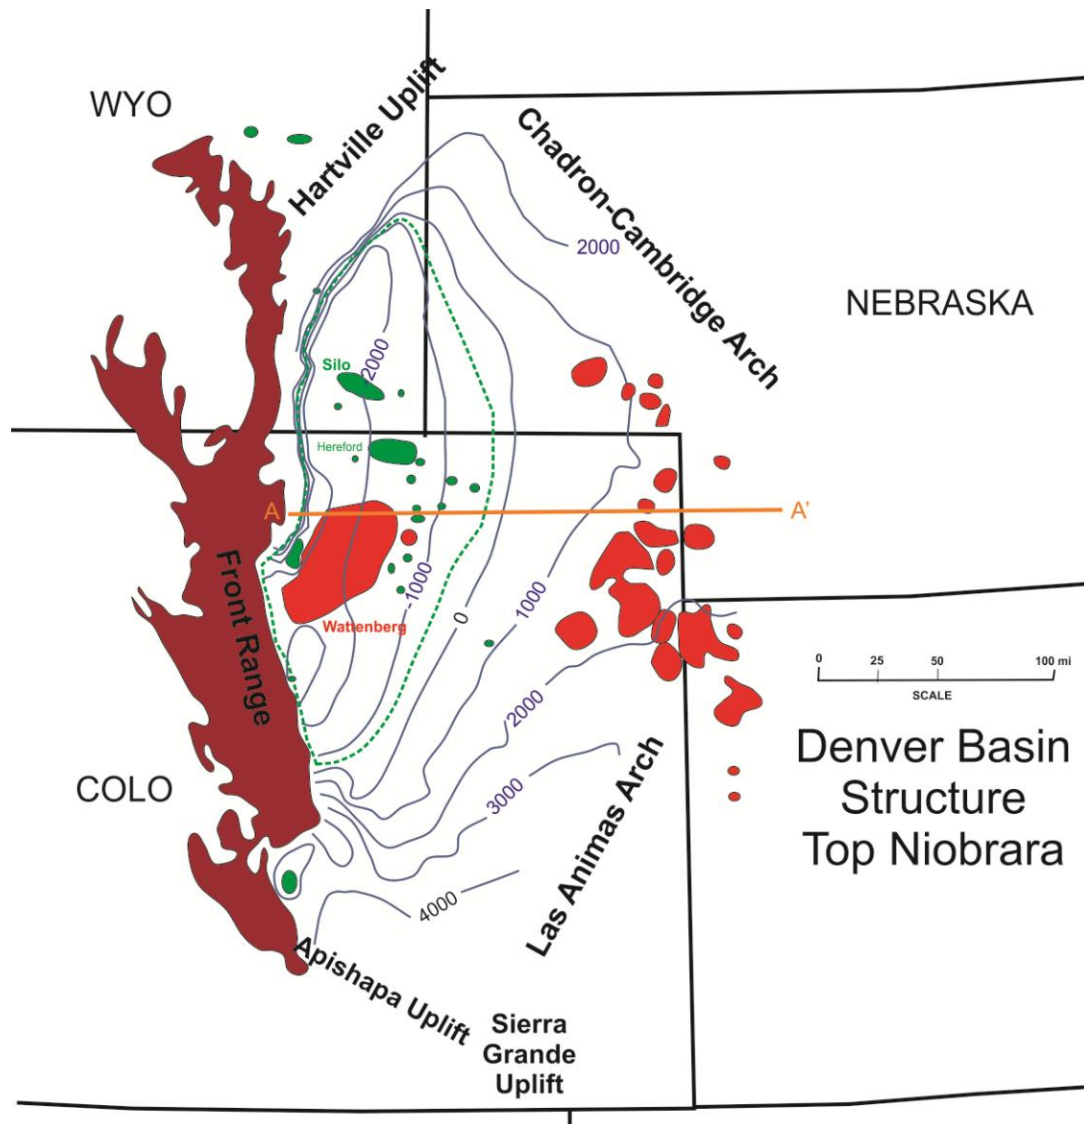 WYO
Hartville Uplift
Chadron-Cambridge Arch
2000
NEBRASKA
Silo
-2000
Hereford
A
A'
Front Range
-1000
1000
0
Wattenberg
0 25 50 100 mi
SCALE
2000
Denver Basin
Structure
Top Niobrara
COLO
3000
Las Animas Arch
4000
Apishapa Uplift
Sierra
Grande
Uplift